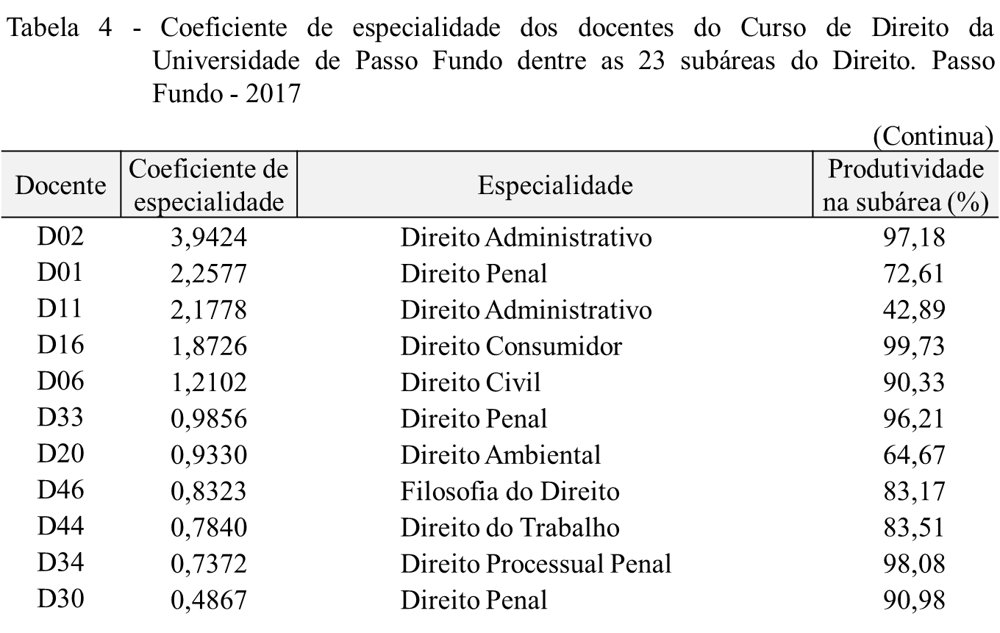 Tabela 4 - Coeficiente de especialidade dos docentes do Curso de Direito da
Universidade de Passo Fundo dentre as 23 subáreas do Direito. Passo
Fundo - 2017
(Continua)
Docente Coeficiente de especialidade Especialidade Produtividade na subárea (%)
D02 3,9424 Direito Administrativo 97,18
D01 2,2577 Direito Penal 72,61
D11 2,1778 Direito Administrativo 42,89
D16 1,8726 Direito Consumidor 99,73
D06 1,2102 Direito Civil 90,33
D33 0,9856 Direito Penal 96,21
D20 0,9330 Direito Ambiental 64,67
D46 0,8323 Filosofia do Direito 83,17
D44 0,7840 Direito do Trabalho 83,51
D34 0,7372 Direito Processual Penal 98,08
D30 0,4867 Direito Penal 90,98